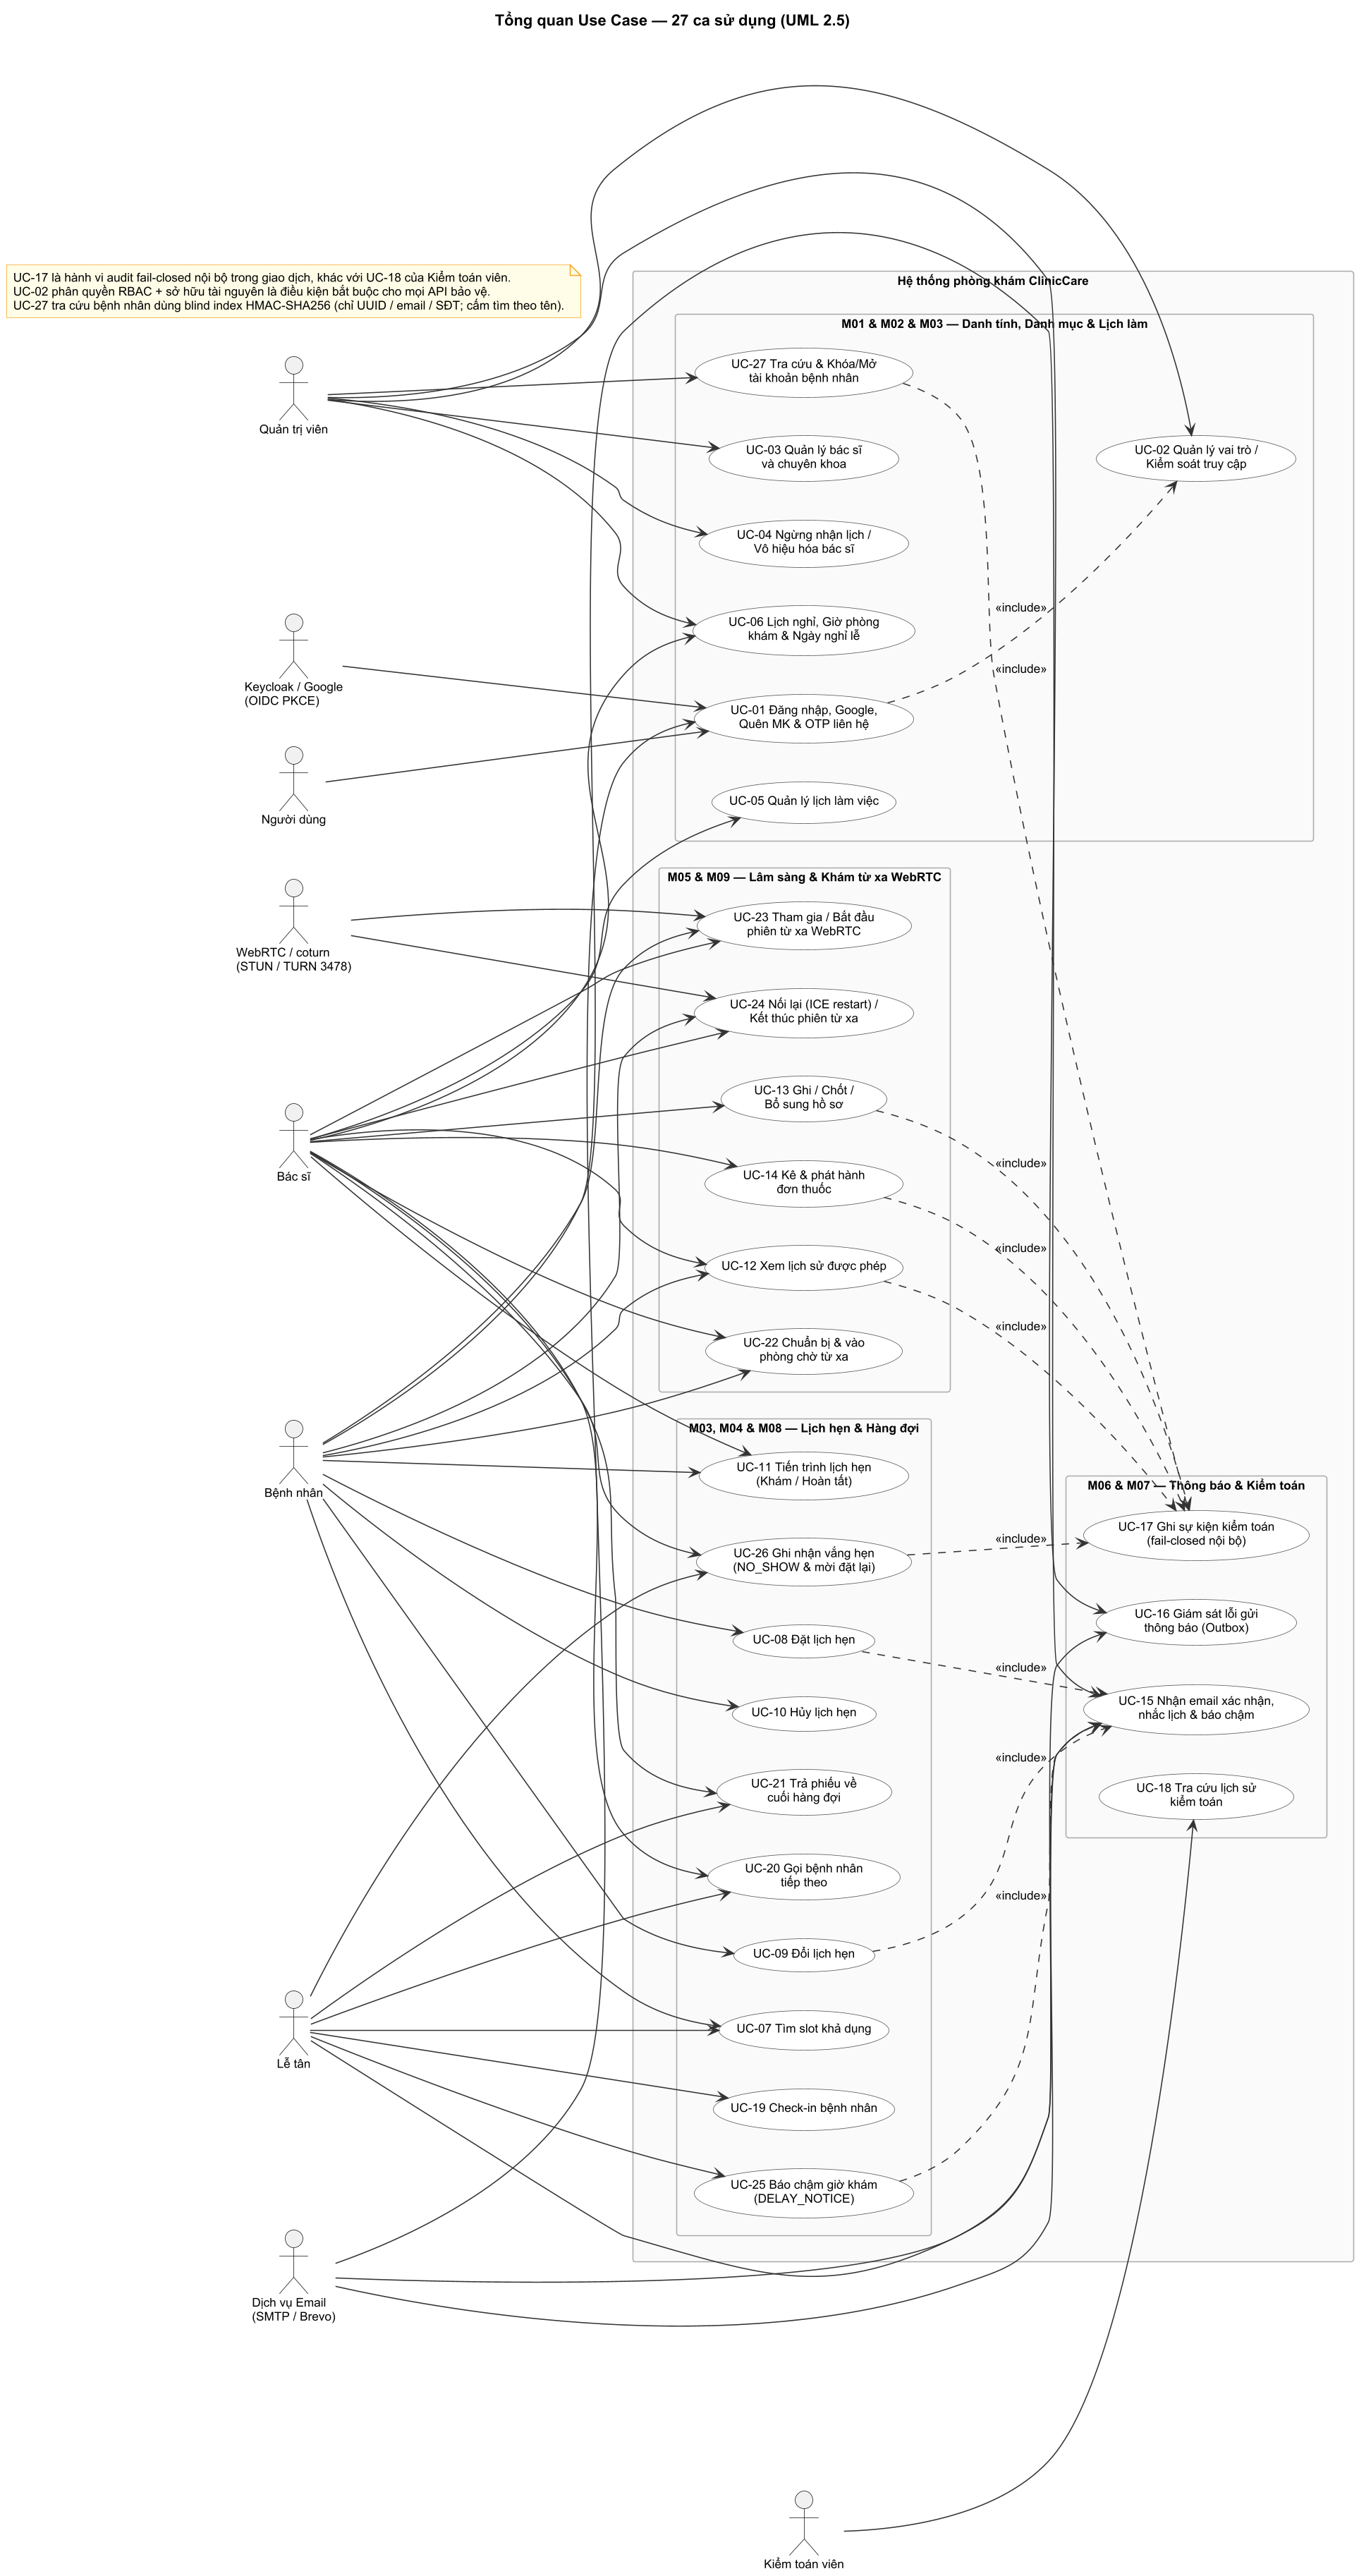 Tổng quan Use Case — 27 ca sử dụng (UML 2.5)
UC-17 là hành vi audit fail-closed nội bộ trong giao dịch, khác với UC-18 của Kiểm toán viên.
UC-02 phân quyền RBAC + sở hữu tài nguyên là điều kiện bắt buộc cho mọi API bảo vệ.
UC-27 tra cứu bệnh nhân dùng blind index HMAC-SHA256 (chỉ UUID / email / SĐT; cấm tìm theo tên).
Hệ thống phòng khám ClinicCare
M01 & M02 & M03 — Danh tính, Danh mục & Lịch làm
UC-27 Tra cứu & Khóa/Mở
tài khoản bệnh nhân
Quản trị viên
UC-03 Quản lý bác sĩ
và chuyên khoa
UC-02 Quản lý vai trò /
Kiểm soát truy cập
UC-04 Ngừng nhận lịch /
Vô hiệu hóa bác sĩ
«include»
UC-06 Lịch nghỉ, Giờ phòng
khám & Ngày nghỉ lễ
«include»
Keycloak / Google
(OIDC PKCE)
UC-01 Đăng nhập, Google,
Quên MK & OTP liên hệ
Người dùng
UC-05 Quản lý lịch làm việc
M05 & M09 — Lâm sàng & Khám từ xa WebRTC
UC-23 Tham gia / Bắt đầu
phiên từ xa WebRTC
WebRTC / coturn
(STUN / TURN 3478)
UC-24 Nối lại (ICE restart) /
Kết thúc phiên từ xa
UC-13 Ghi / Chốt /
Bổ sung hồ sơ
«include»
Bác sĩ
UC-14 Kê & phát hành
đơn thuốc
«include»
UC-12 Xem lịch sử được phép
«include»
UC-22 Chuẩn bị & vào
phòng chờ từ xa
M03, M04 & M08 — Lịch hẹn & Hàng đợi
UC-11 Tiến trình lịch hẹn
(Khám / Hoàn tất)
Bệnh nhân
M06 & M07 — Thông báo & Kiểm toán
UC-17 Ghi sự kiện kiểm toán
(fail-closed nội bộ)
«include»
UC-26 Ghi nhận vắng hẹn
(NO_SHOW & mời đặt lại)
UC-16 Giám sát lỗi gửi
thông báo (Outbox)
UC-08 Đặt lịch hẹn
«include»
UC-15 Nhận email xác nhận,
nhắc lịch & báo chậm
UC-10 Hủy lịch hẹn
«include»
UC-21 Trả phiếu về
cuối hàng đợi
UC-18 Tra cứu lịch sử
kiểm toán
UC-20 Gọi bệnh nhân
tiếp theo
«include»
UC-09 Đổi lịch hẹn
UC-07 Tìm slot khả dụng
Lễ tân
UC-19 Check-in bệnh nhân
UC-25 Báo chậm giờ khám
(DELAY_NOTICE)
Dịch vụ Email
(SMTP / Brevo)
Kiểm toán viên